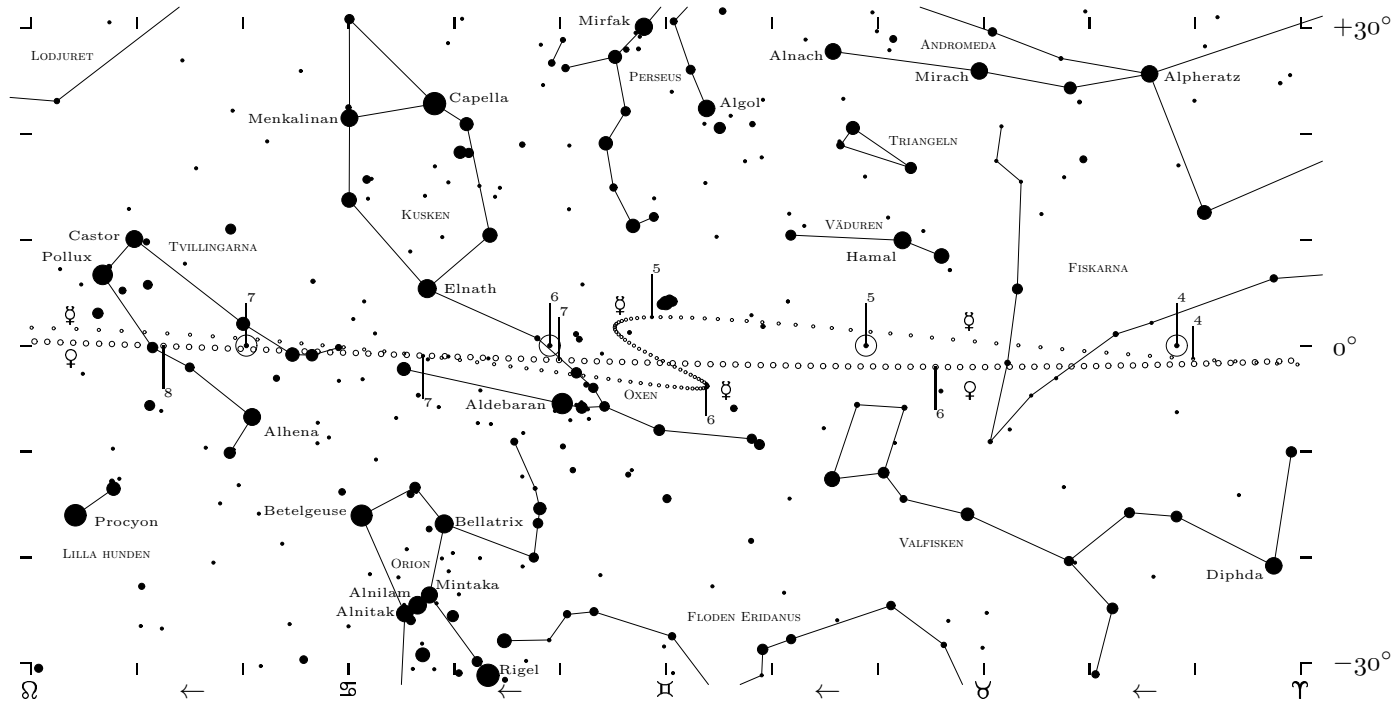 +30°
Mirfak
LODJURET
Alnach
ANDROMEDA
Mirach
Alpheratz
PERSEUS
Capella
Algol
Menkalinan
TRIANGELN
KUSKEN
VÄDUREN
Castor
TVILLINGARNA
Pollux
Hamal
FISKARNA
Elnath
5
☿
7
6
7
5
☿
4
4
☿
0°
♀
8
7
OXEN
☿
6
♀
6
Aldebaran
Alhena
Betelgeuse
Bellatrix
Procyon
LILLA HUNDEN
ORION
VALFISKEN
Mintaka
Alnilam
Alnitak
Diphda
FLODEN ERIDANUS
Rigel
−30°
♌ ← ♋ ← ♊ ← ♉ ← ♈